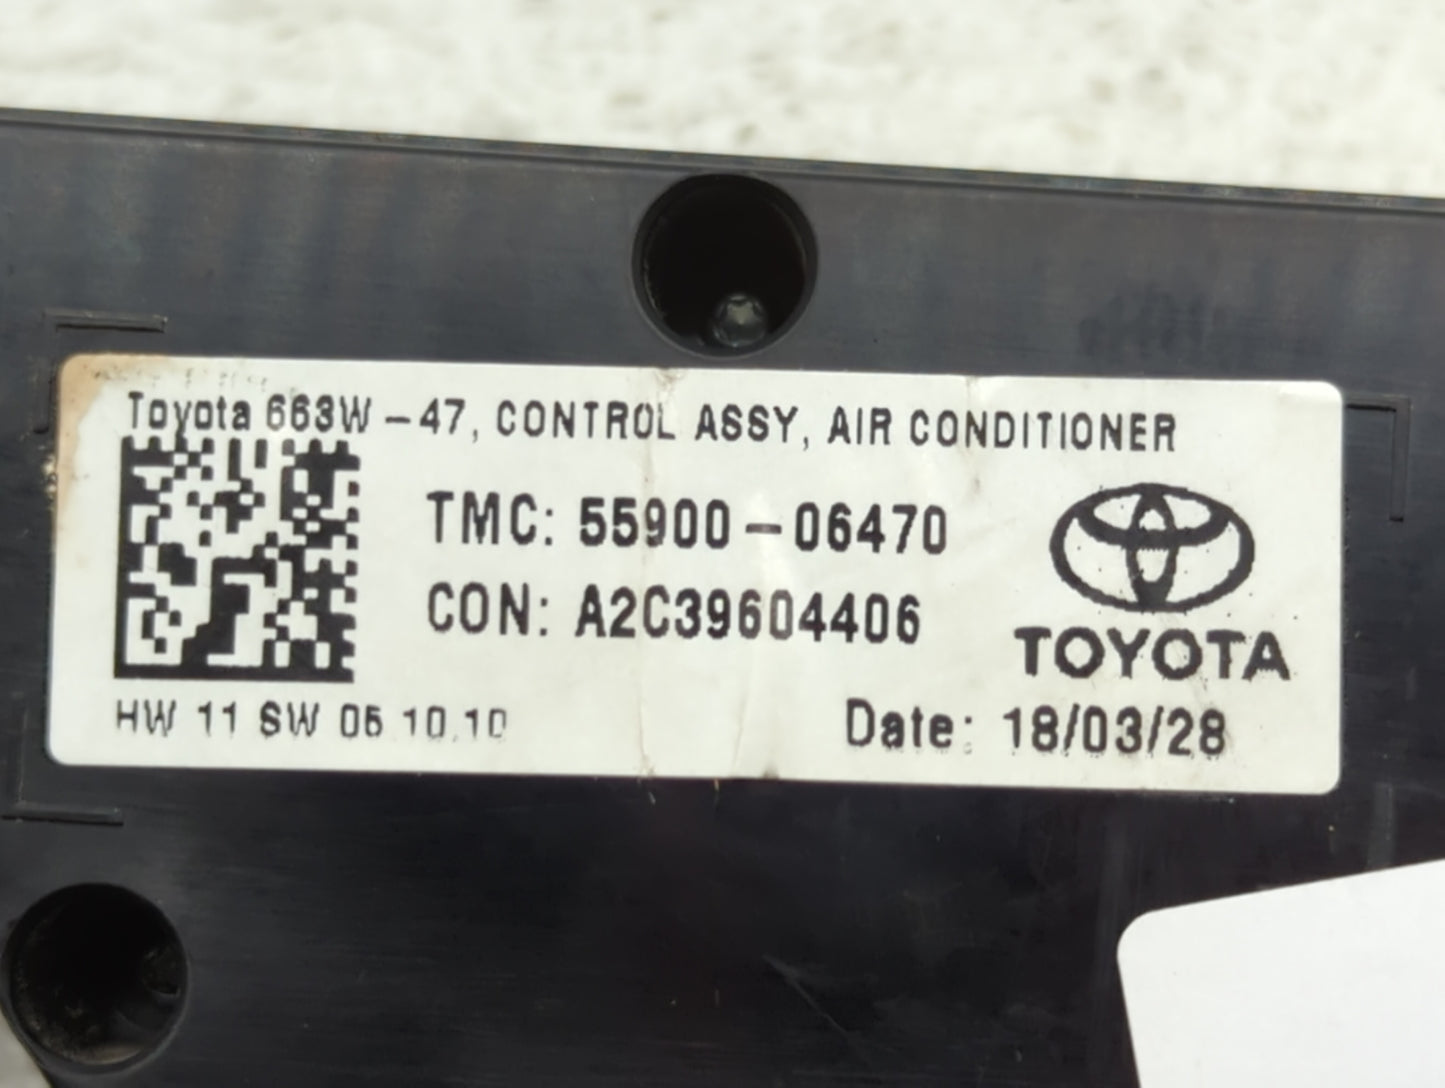 Toyota 663W-47, CONTROL ASSY, AIR CONDITIONER
TMC: 55900-06470
CON: A2C39604406
TOYOTA
HW 11 SW 06 10.10
Date: 18/03/28